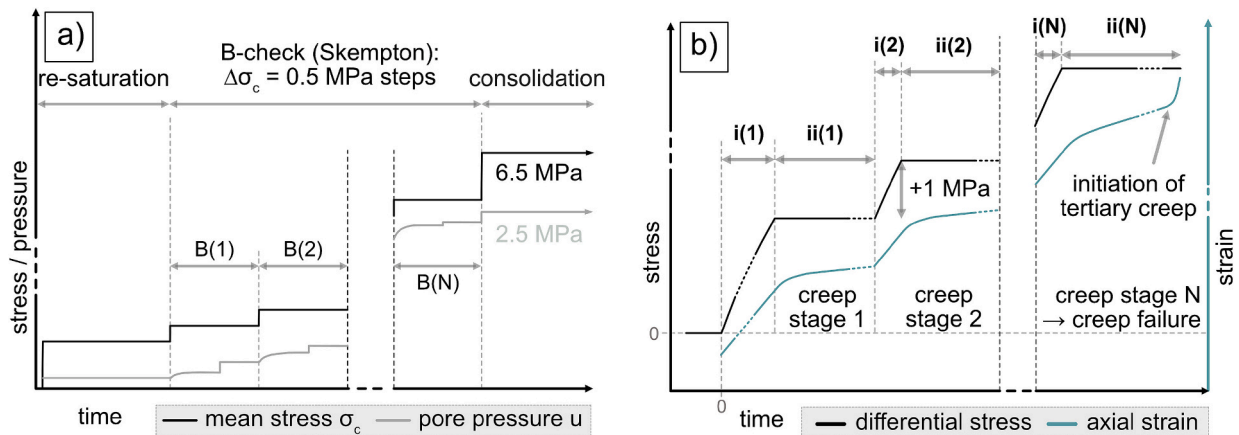 a)
B-check (Skempton):
Δσc = 0.5 MPa steps
re-saturation
consolidation
6.5 MPa
2.5 MPa
B(1)
B(2)
B(N)
stress / pressure
time
mean stress σc
pore pressure u
b)
i(N)
ii(N)
i(2)
ii(2)
i(1)
ii(1)
+1 MPa
initiation of
tertiary creep
stress
strain
creep
stage 1
creep
stage 2
creep stage N
→ creep failure
0
0
time
differential stress
axial strain